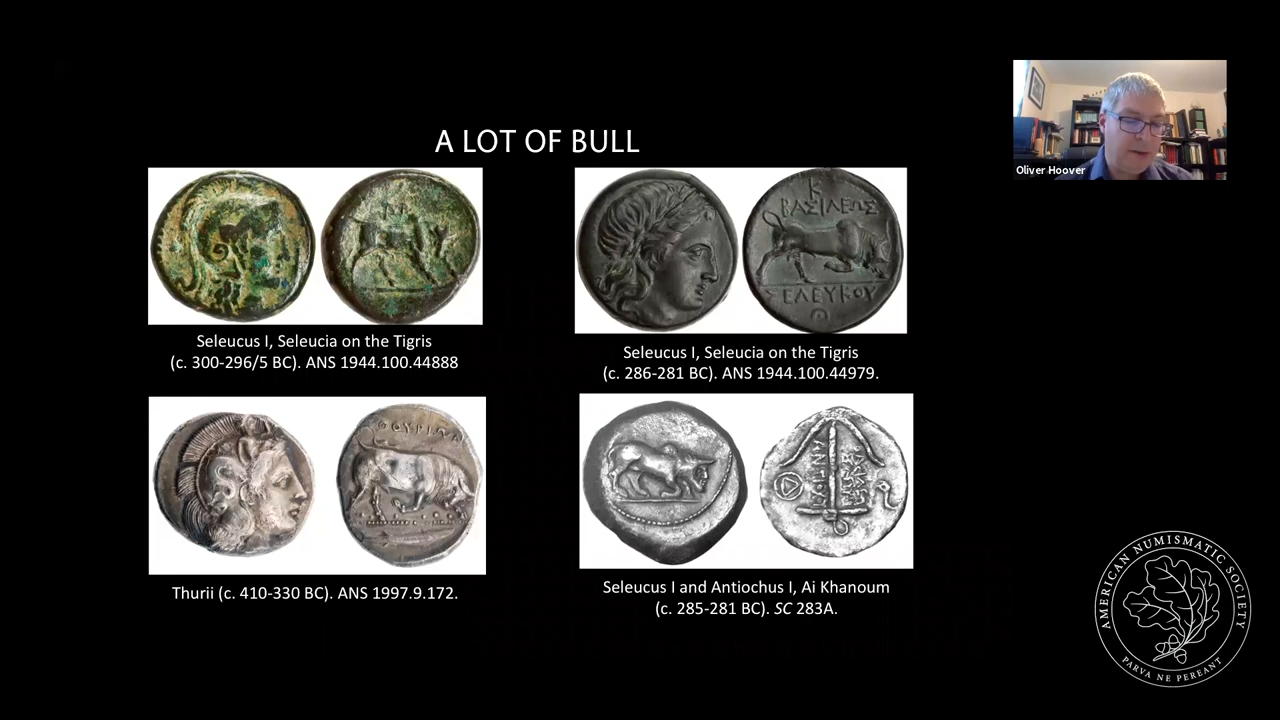 A LOT OF BULL
Oliver Hoover
ΒΑΣΙΛΕΩΣ
ΣΕΛΕΥΚΟΥ
Seleucus I, Seleucia on the Tigris
(c. 300-296/5 BC). ANS 1944.100.44888
Seleucus I, Seleucia on the Tigris
(c. 286-281 BC). ANS 1944.100.44979.
ΘΟΥΡΙΩΝ
Thurii (c. 410-330 BC). ANS 1997.9.172.
Seleucus I and Antiochus I, Ai Khanoum
(c. 285-281 BC). SC 283A.
AMERICAN NUMISMATIC SOCIETY
PARVA NE PEREANT